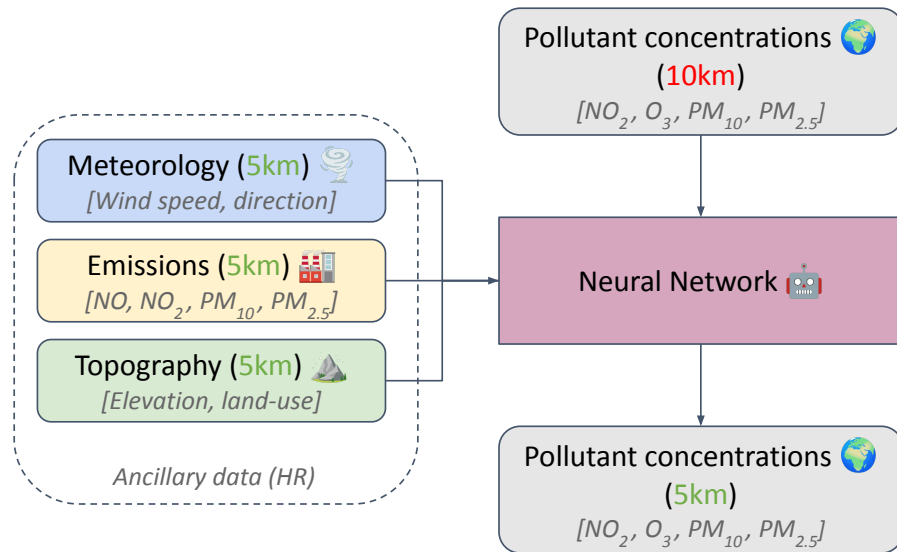 Pollutant concentrations 🌍
(10km)
[NO₂, O₃, PM₁₀, PM₂.₅]
Meteorology (5km) 🌪️
[Wind speed, direction]
Emissions (5km) 🏭
[NO, NO₂, PM₁₀, PM₂.₅]
Topography (5km) ⛰️
[Elevation, land-use]
Ancillary data (HR)
Neural Network 🤖
Pollutant concentrations 🌍
(5km)
[NO₂, O₃, PM₁₀, PM₂.₅]